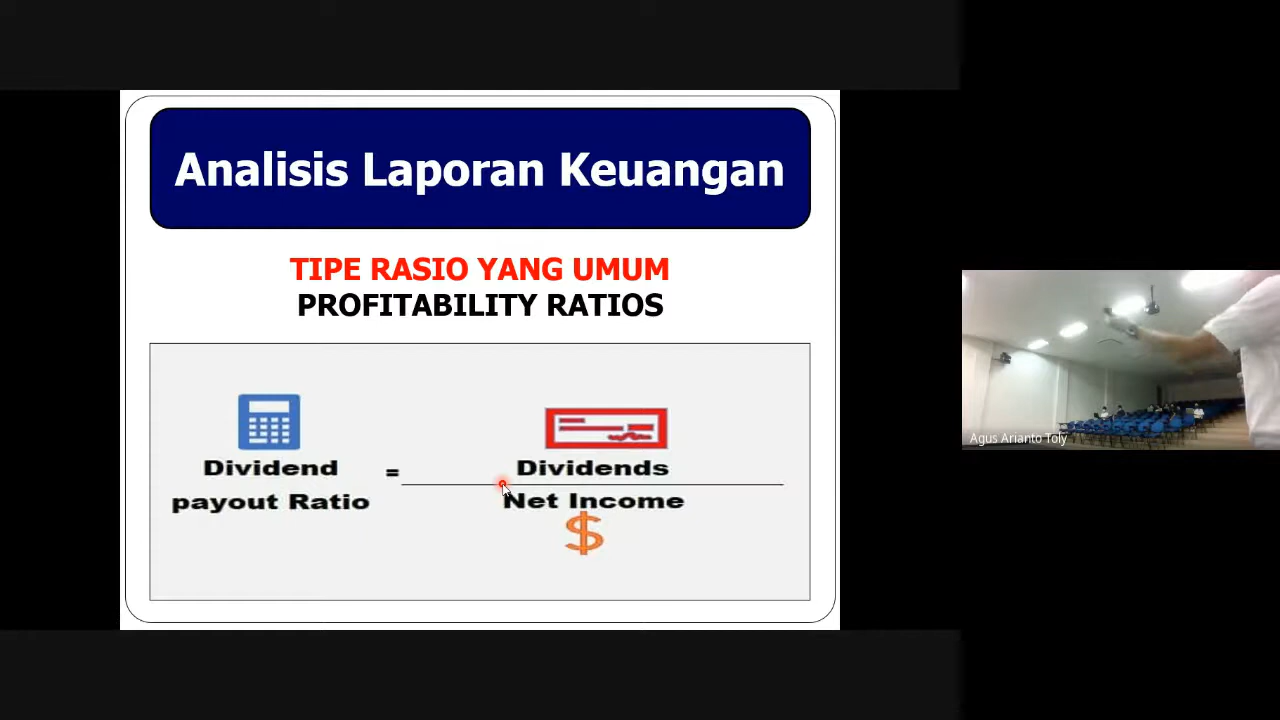 Analisis Laporan Keuangan
TIPE RASIO YANG UMUM
PROFITABILITY RATIOS
Dividend
payout Ratio
=
Dividends
Net Income
$
Agus Arianto Toly